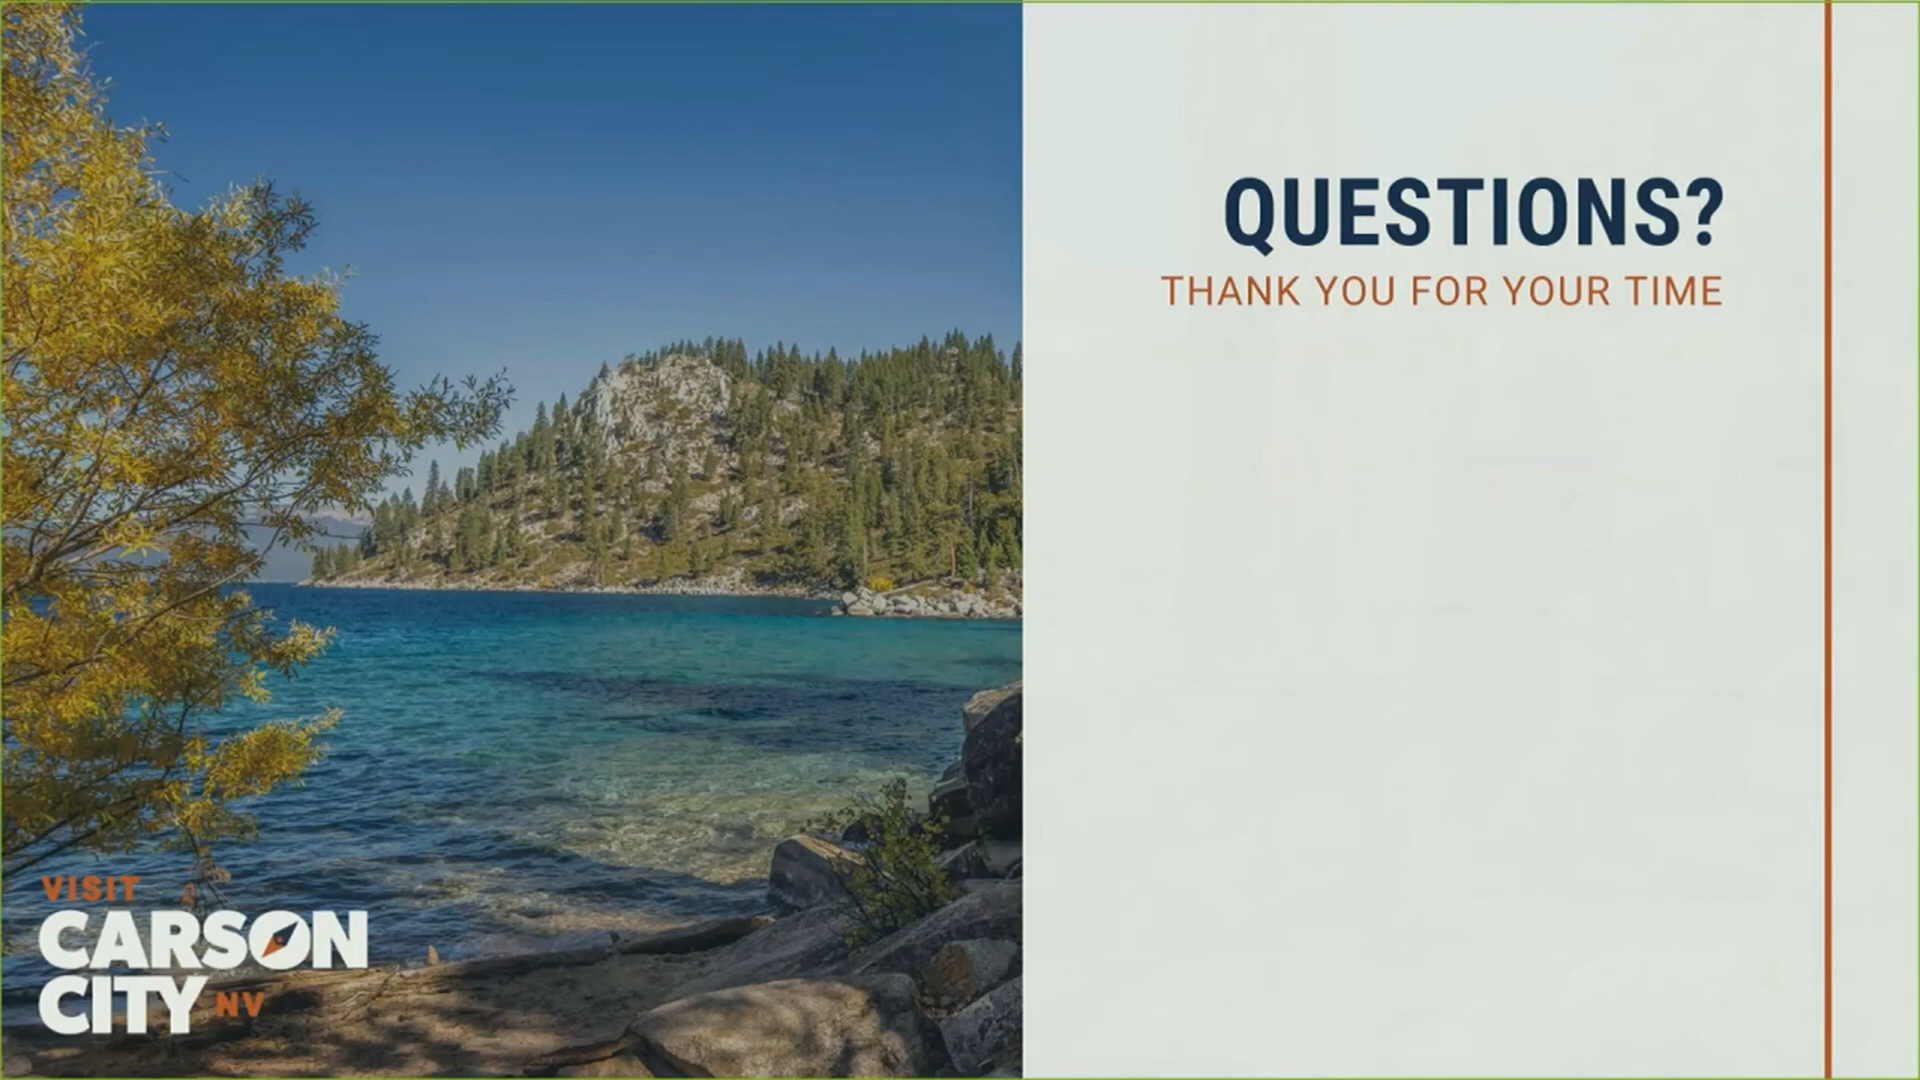 QUESTIONS?
THANK YOU FOR YOUR TIME
VISIT
CARSON
CITY NV